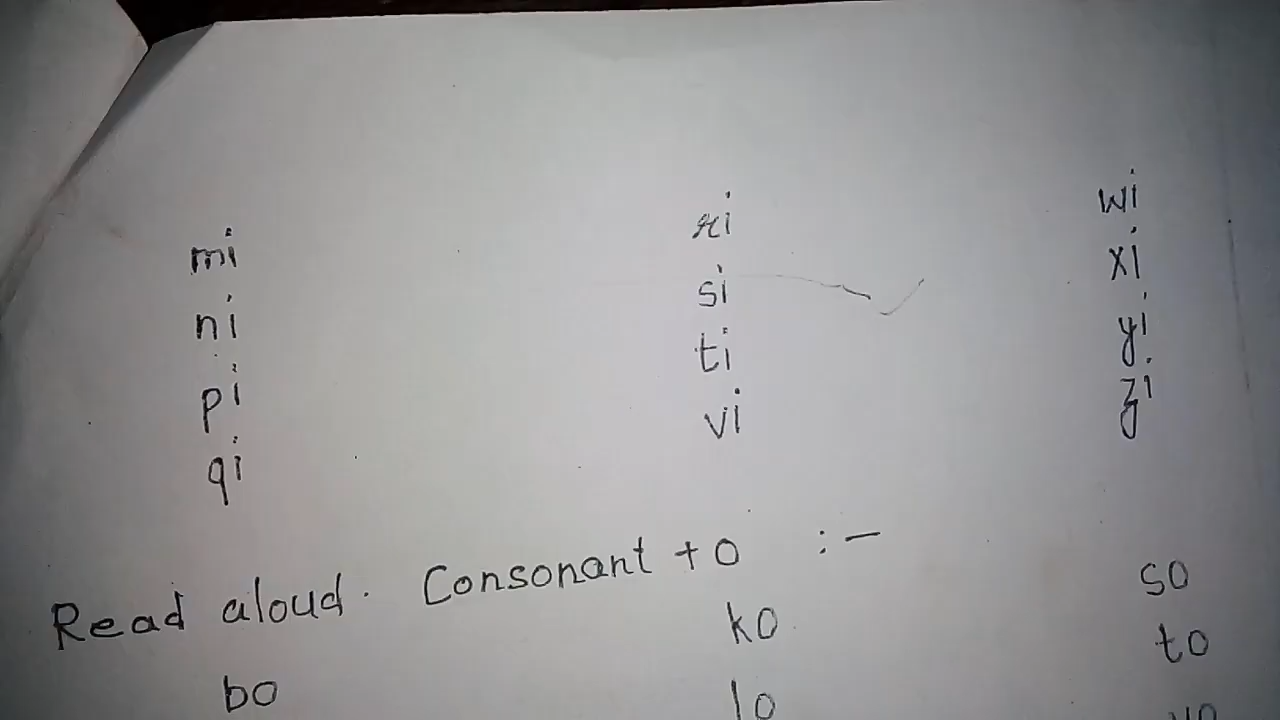 mi ri wi
ni si xi
pi ti yi
qi vi zi
Read aloud. Consonant + o :-
bo ko so
lo to